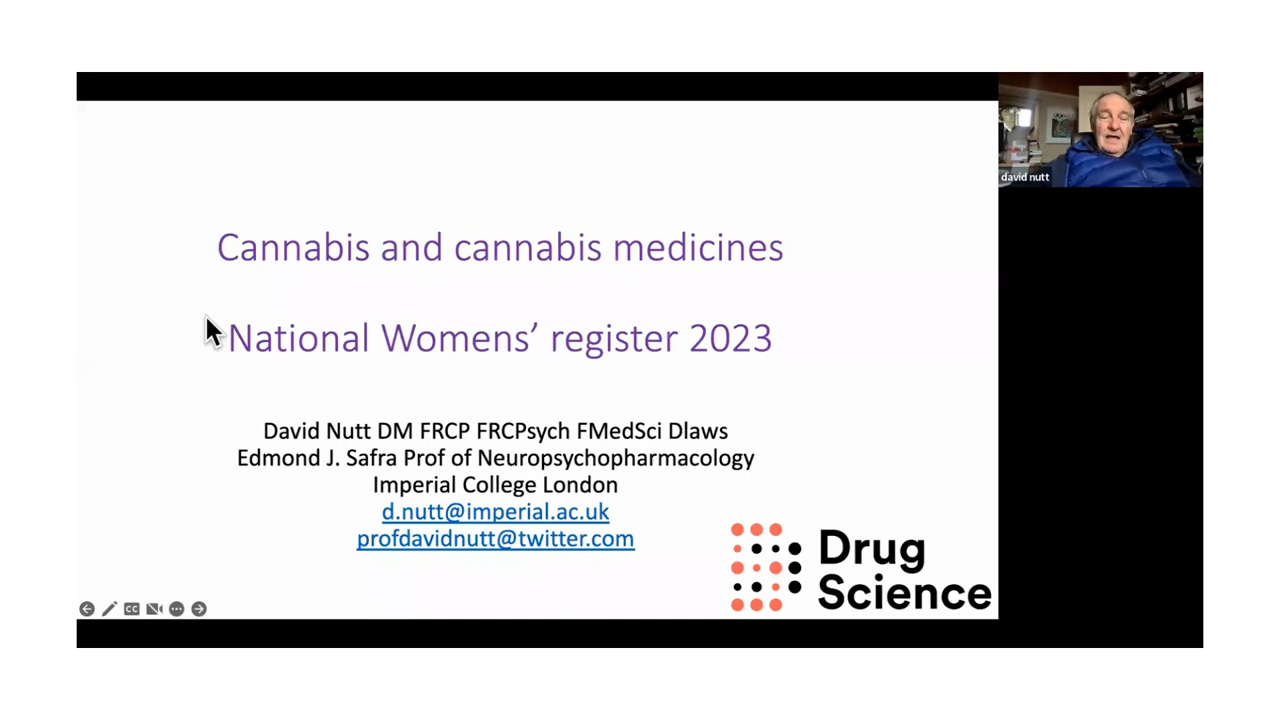 Cannabis and cannabis medicines
National Womens’ register 2023
David Nutt DM FRCP FRCPsych FMedSci Dlaws
Edmond J. Safra Prof of Neuropsychopharmacology
Imperial College London
d.nutt@imperial.ac.uk
profdavidnutt@twitter.com
Drug
Science
CC
david nutt